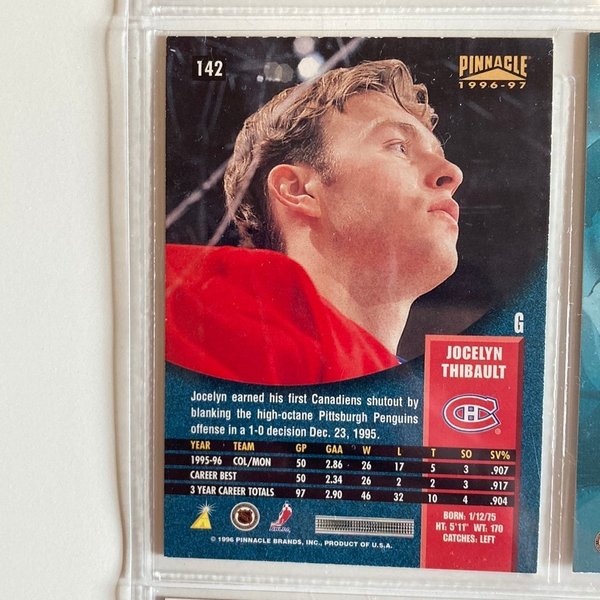 142
PINNACLE
1996-97
G
JOCELYN
THIBAULT
Jocelyn earned his first Canadiens shutout by
blanking the high-octane Pittsburgh Penguins
offense in a 1-0 decision Dec. 23, 1995.
YEAR TEAM GP GAA W L T SO SV%
1995-96 COL/MON 50 2.86 26 17 5 3 .907
CAREER BEST 50 2.34 26 2 2 3 .917
3 YEAR CAREER TOTALS 97 2.90 46 32 10 4 .904
BORN: 1/12/75
HT: 5'11" WT: 170
CATCHES: LEFT
© 1996 PINNACLE BRANDS, INC., PRODUCT OF U.S.A.